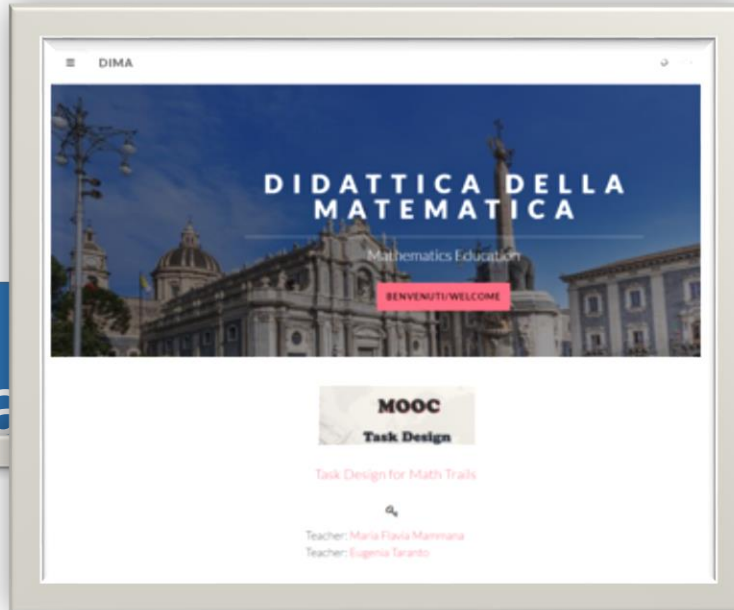 DIMA
DIDATTICA DELLA
MATEMATICA
Mathematics Education
BENVENUTI/WELCOME
MOOC
Task Design
Task Design for Math Trails
Teacher: Maria Flavia Mammana
Teacher: Eugenia Taranto